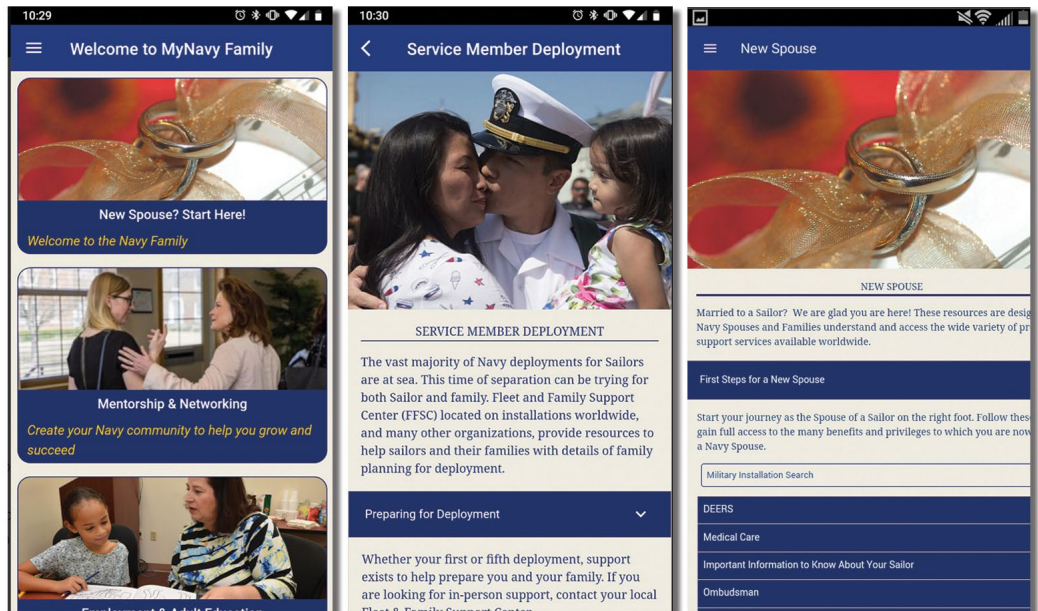 10:29
Welcome to MyNavy Family
New Spouse? Start Here!
Welcome to the Navy Family
Mentorship & Networking
Create your Navy community to help you grow and
succeed
Employment & Adult Education
10:30
Service Member Deployment
SERVICE MEMBER DEPLOYMENT
The vast majority of Navy deployments for Sailors
are at sea. This time of separation can be trying for
both Sailor and family. Fleet and Family Support
Center (FFSC) located on installations worldwide,
and many other organizations, provide resources to
help sailors and their families with details of family
planning for deployment.
Preparing for Deployment
Whether your first or fifth deployment, support
exists to help prepare you and your family. If you
are looking for in-person support, contact your local
Fleet & Family Support Center
New Spouse
NEW SPOUSE
Married to a Sailor? We are glad you are here! These resources are desig
Navy Spouses and Families understand and access the wide variety of pr
support services available worldwide.
First Steps for a New Spouse
Start your journey as the Spouse of a Sailor on the right foot. Follow thes
gain full access to the many benefits and privileges to which you are now
a Navy Spouse.
Military Installation Search
DEERS
Medical Care
Important Information to Know About Your Sailor
Ombudsman